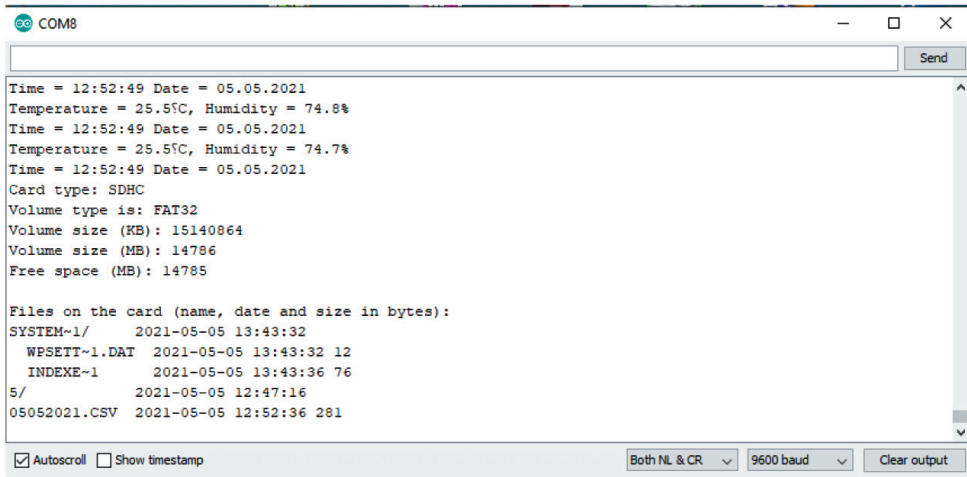 COM8
Send
Time = 12:52:49 Date = 05.05.2021
Temperature = 25.5⸮C, Humidity = 74.8%
Time = 12:52:49 Date = 05.05.2021
Temperature = 25.5⸮C, Humidity = 74.7%
Time = 12:52:49 Date = 05.05.2021
Card type: SDHC
Volume type is: FAT32
Volume size (KB): 15140864
Volume size (MB): 14786
Free space (MB): 14785
Files on the card (name, date and size in bytes):
SYSTEM~1/      2021-05-05 13:43:32
  WPSETT~1.DAT  2021-05-05 13:43:32 12
  INDEXE~1      2021-05-05 13:43:36 76
5/             2021-05-05 12:47:16
05052021.CSV  2021-05-05 12:52:36 281
Autoscroll Show timestamp Both NL & CR 9600 baud Clear output